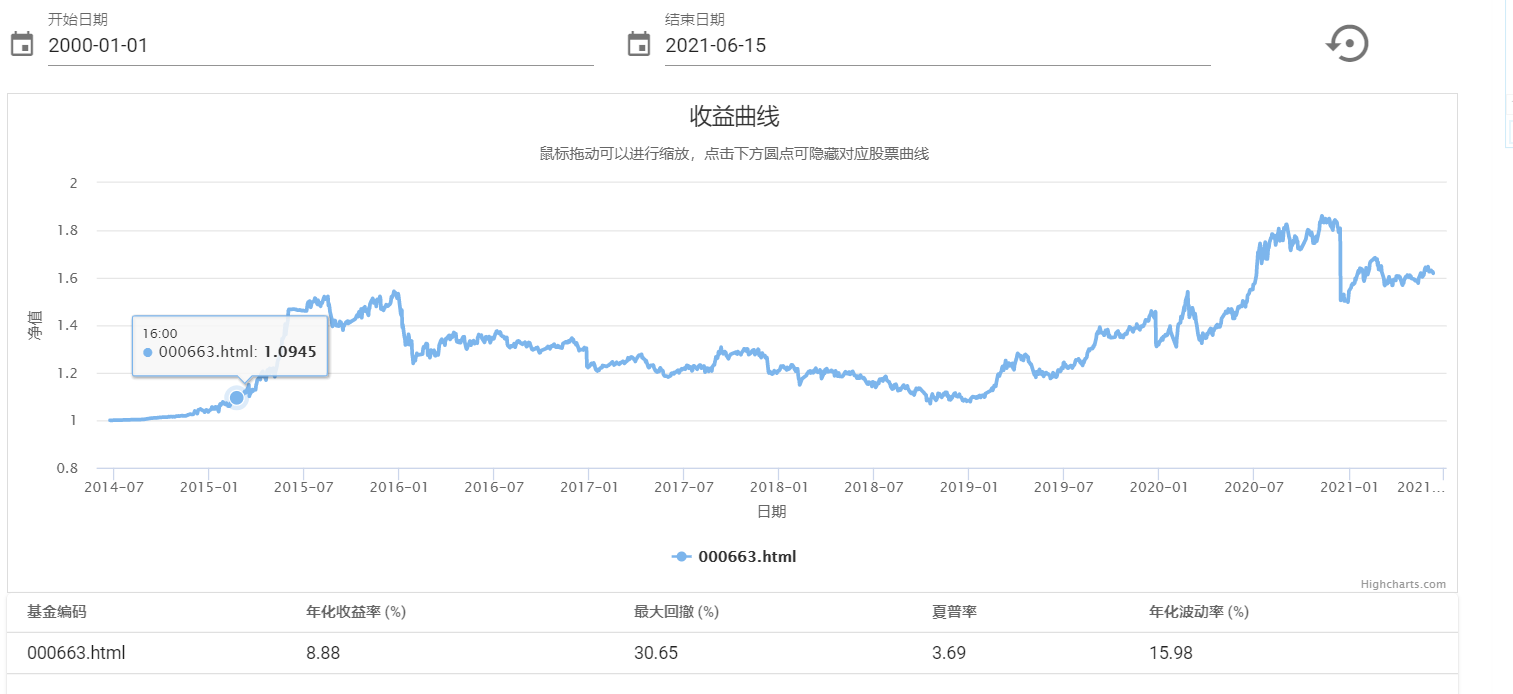 开始日期
结束日期
2000-01-01
2021-06-15
收益曲线
鼠标拖动可以进行缩放，点击下方圆点可隐藏对应股票曲线
净值
2
1.8
1.6
1.4
1.2
1
0.8
16:00
000663.html: 1.0945
2014-07 2015-01 2015-07 2016-01 2016-07 2017-01 2017-07 2018-01 2018-07 2019-01 2019-07 2020-01 2020-07 2021-01 2021…
日期
000663.html
Highcharts.com
基金编码 年化收益率 (%) 最大回撤 (%) 夏普率 年化波动率 (%)
000663.html 8.88 30.65 3.69 15.98